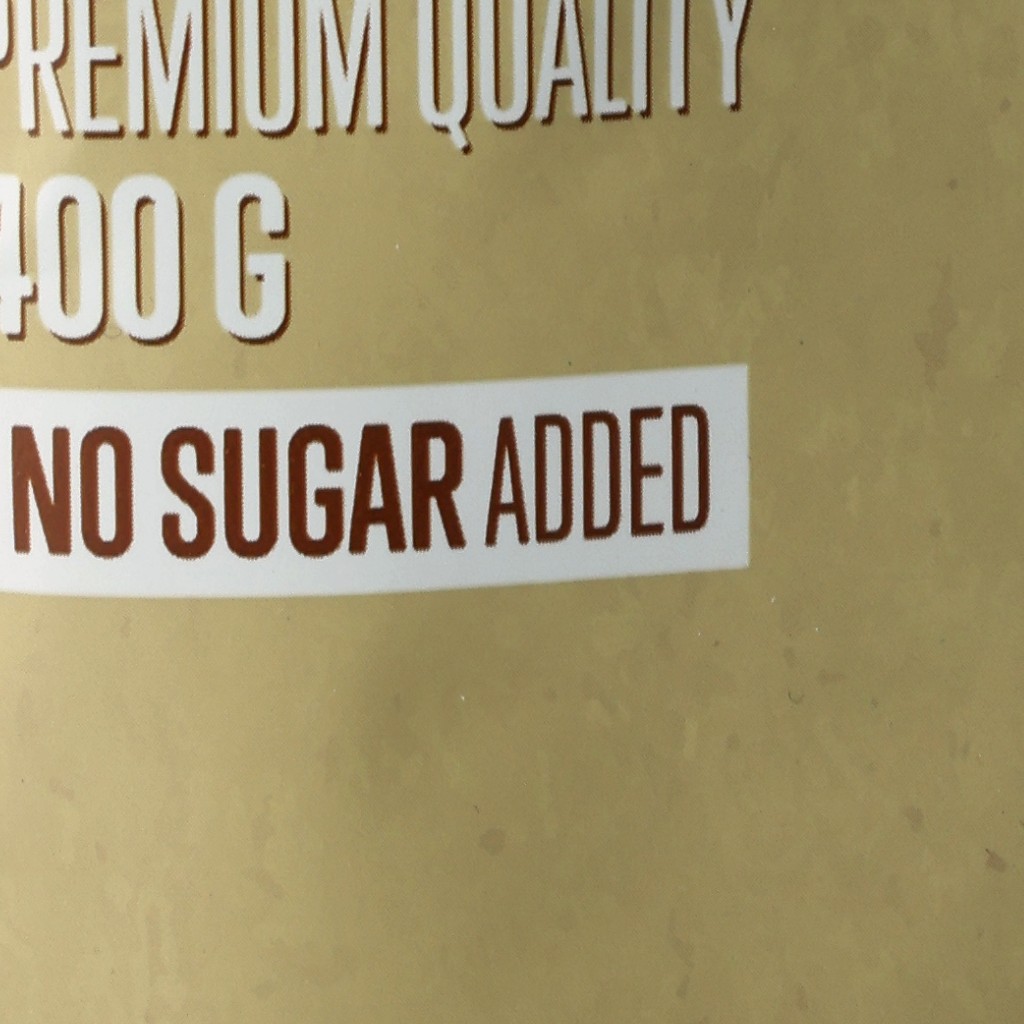 PREMIUM QUALITY
400 G
NO SUGAR ADDED